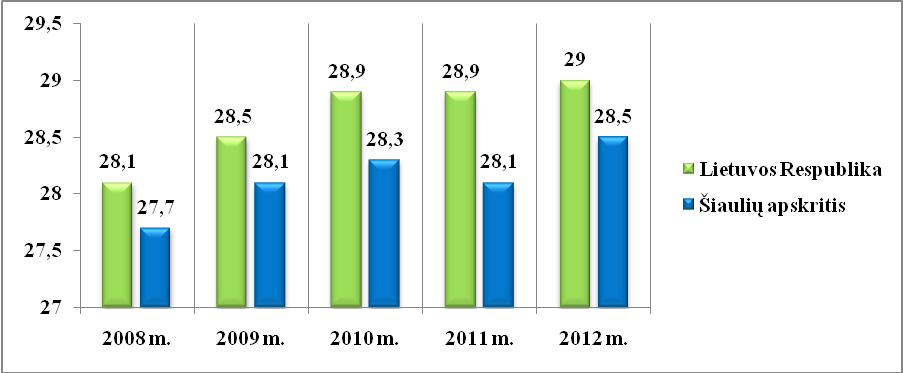 29,5
29
28,5
28
27,5
27
28,1
27,7
28,5
28,1
28,9
28,3
28,9
28,1
29
28,5
2008 m.
2009 m.
2010 m.
2011 m.
2012 m.
Lietuvos Respublika
Šiaulių apskritis